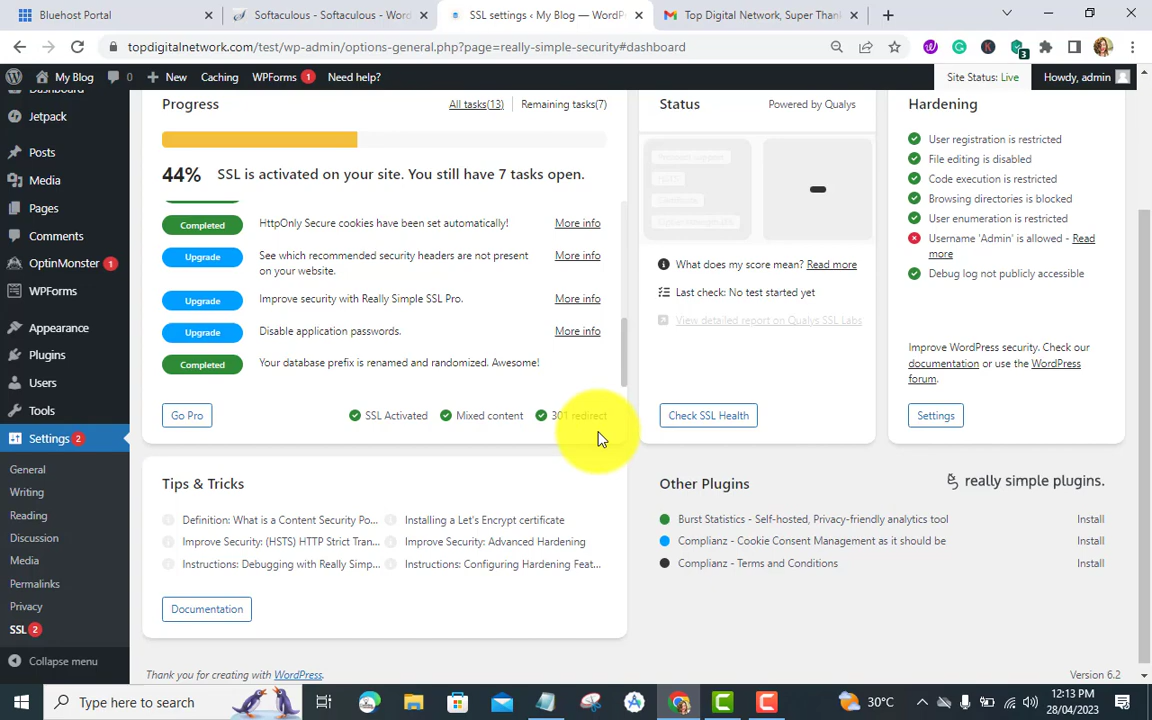 Bluehost Portal
Softaculous - Softaculous - Word
SSL settings ‹ My Blog — WordP
Top Digital Network, Super Thank
topdigitalnetwork.com/test/wp-admin/options-general.php?page=really-simple-security#dashboard
3
My Blog
0
New
Caching
WPForms
1
Need help?
Site Status: Live
Howdy, admin
Dashboard
Jetpack
Posts
Media
Pages
Comments
OptinMonster
1
WPForms
Appearance
Plugins
Users
Tools
Settings 2
General
Writing
Reading
Discussion
Media
Permalinks
Privacy
SSL 2
Collapse menu
Progress
All tasks(13)
Remaining tasks(7)
44%
SSL is activated on your site. You still have 7 tasks open.
Completed
HttpOnly Secure cookies have been set automatically!
More info
Upgrade
See which recommended security headers are not present
on your website.
More info
Upgrade
Improve security with Really Simple SSL Pro.
More info
Upgrade
Disable application passwords.
More info
Completed
Your database prefix is renamed and randomized. Awesome!
Go Pro
SSL Activated
Mixed content
301 redirect
Status
Powered by Qualys
What does my score mean? Read more
Last check: No test started yet
View detailed report on Qualys SSL Labs
Check SSL Health
Hardening
User registration is restricted
File editing is disabled
Code execution is restricted
Browsing directories is blocked
User enumeration is restricted
Username 'Admin' is allowed - Read
more
Debug log not publicly accessible
Improve WordPress security. Check our
documentation or use the WordPress
forum.
Settings
Tips & Tricks
Definition: What is a Content Security Po...
Installing a Let's Encrypt certificate
Improve Security: (HSTS) HTTP Strict Tran...
Improve Security: Advanced Hardening
Instructions: Debugging with Really Simp...
Instructions: Configuring Hardening Feat...
Documentation
Other Plugins
really simple plugins.
Burst Statistics - Self-hosted, Privacy-friendly analytics tool
Install
Complianz - Cookie Consent Management as it should be
Install
Complianz - Terms and Conditions
Install
Thank you for creating with WordPress.
Version 6.2
Type here to search
30°C
12:13 PM
28/04/2023